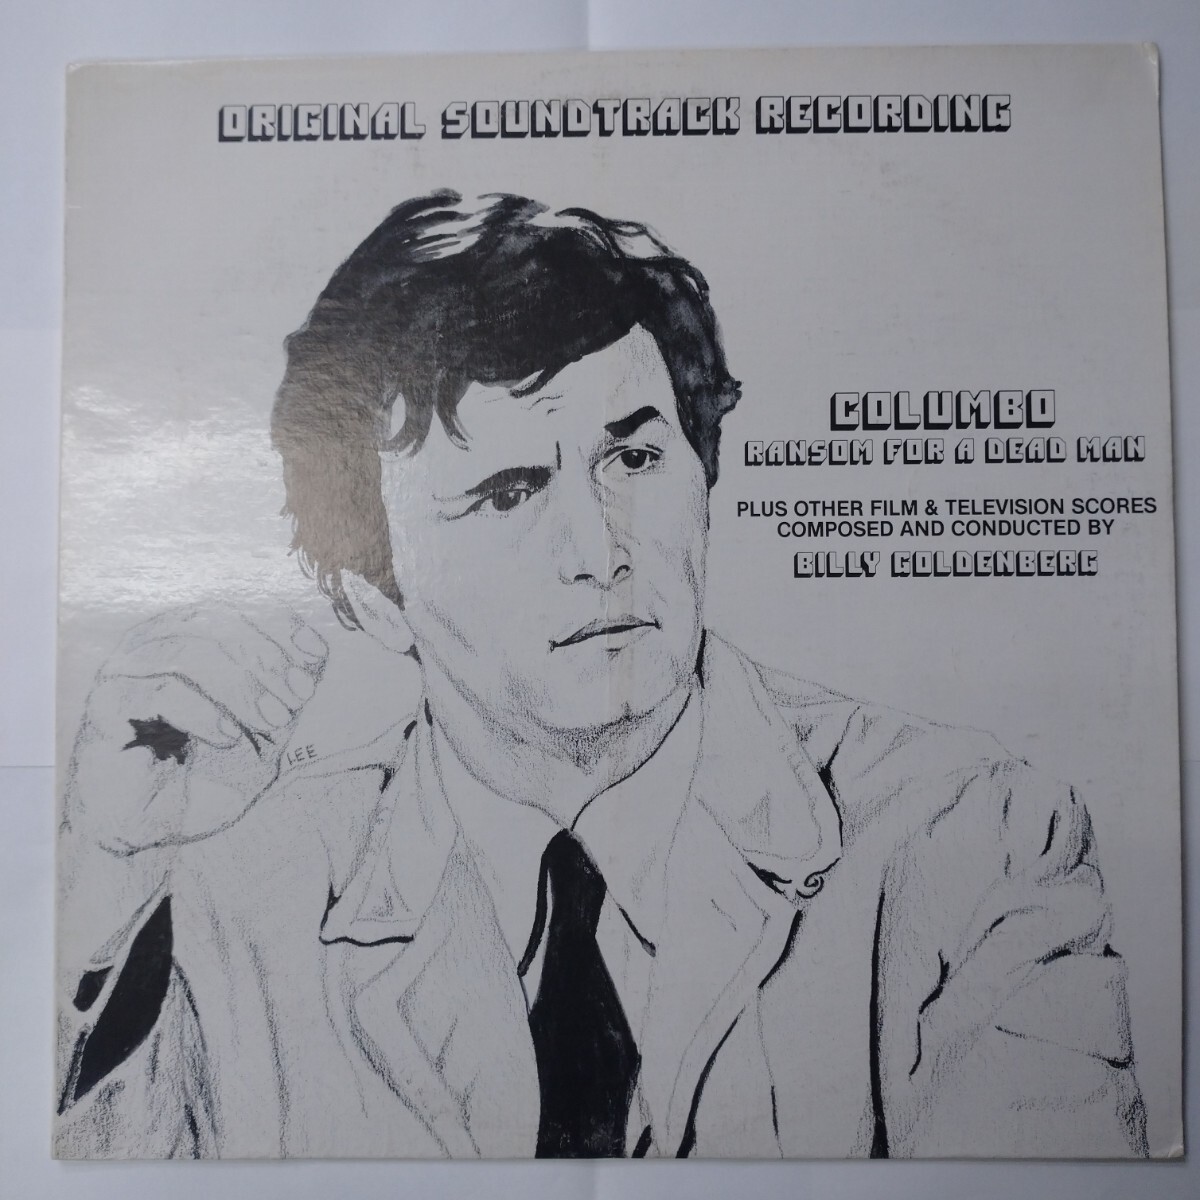 ORIGINAL SOUNDTRACK RECORDING
COLUMBO
RANSOM FOR A DEAD MAN
PLUS OTHER FILM & TELEVISION SCORES
COMPOSED AND CONDUCTED BY
BILLY GOLDENBERG
LEE